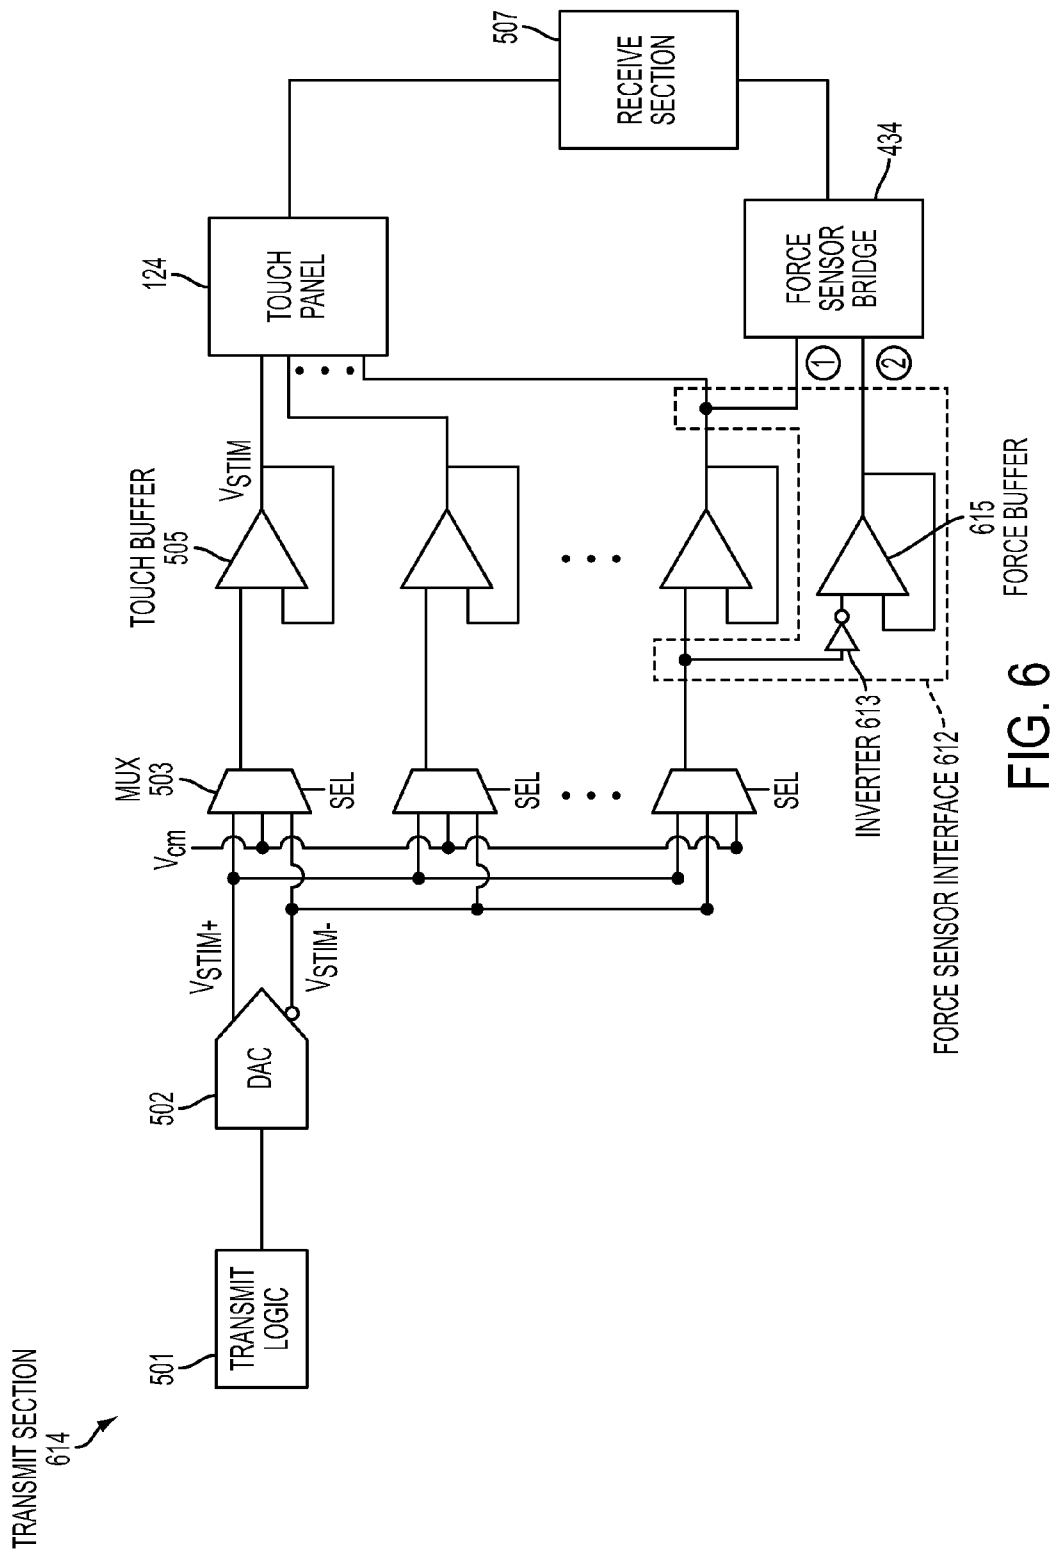 TRANSMIT SECTION
614
TRANSMIT
LOGIC
501
DAC
502
VSTIM+
VSTIM-
Vcm
MUX
503
SEL
SEL
SEL
TOUCH BUFFER
505
VSTIM
TOUCH
PANEL
124
RECEIVE
SECTION
507
FORCE
SENSOR
BRIDGE
434
1
2
INVERTER 613
615
FORCE BUFFER
FORCE SENSOR INTERFACE 612
FIG. 6